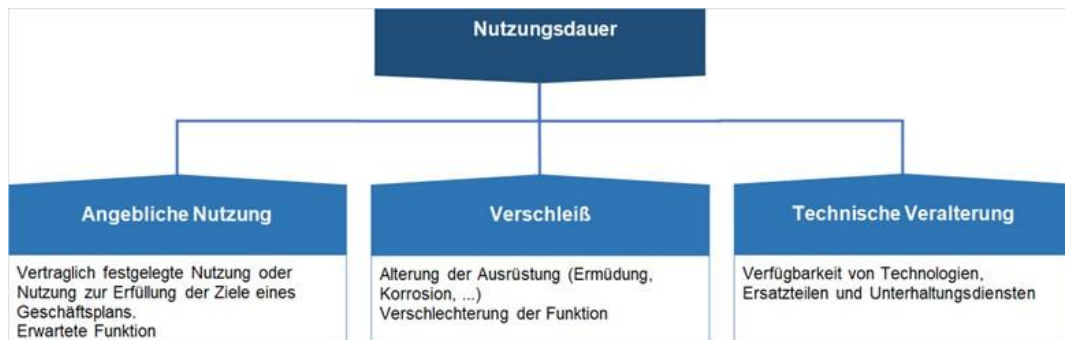 Nutzungsdauer
Angebliche Nutzung
Vertraglich festgelegte Nutzung oder
Nutzung zur Erfüllung der Ziele eines
Geschäftsplans.
Erwartete Funktion
Verschleiß
Alterung der Ausrüstung (Ermüdung,
Korrosion, ...)
Verschlechterung der Funktion
Technische Veralterung
Verfügbarkeit von Technologien,
Ersatzteilen und Unterhaltungsdiensten